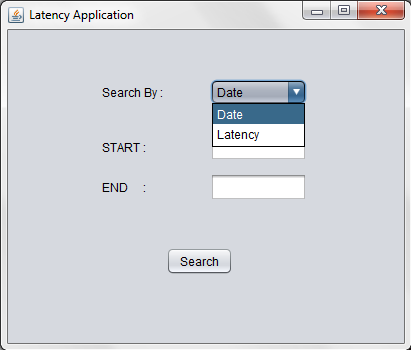 Latency Application
Search By : Date
Date
Latency
START :
END :
Search